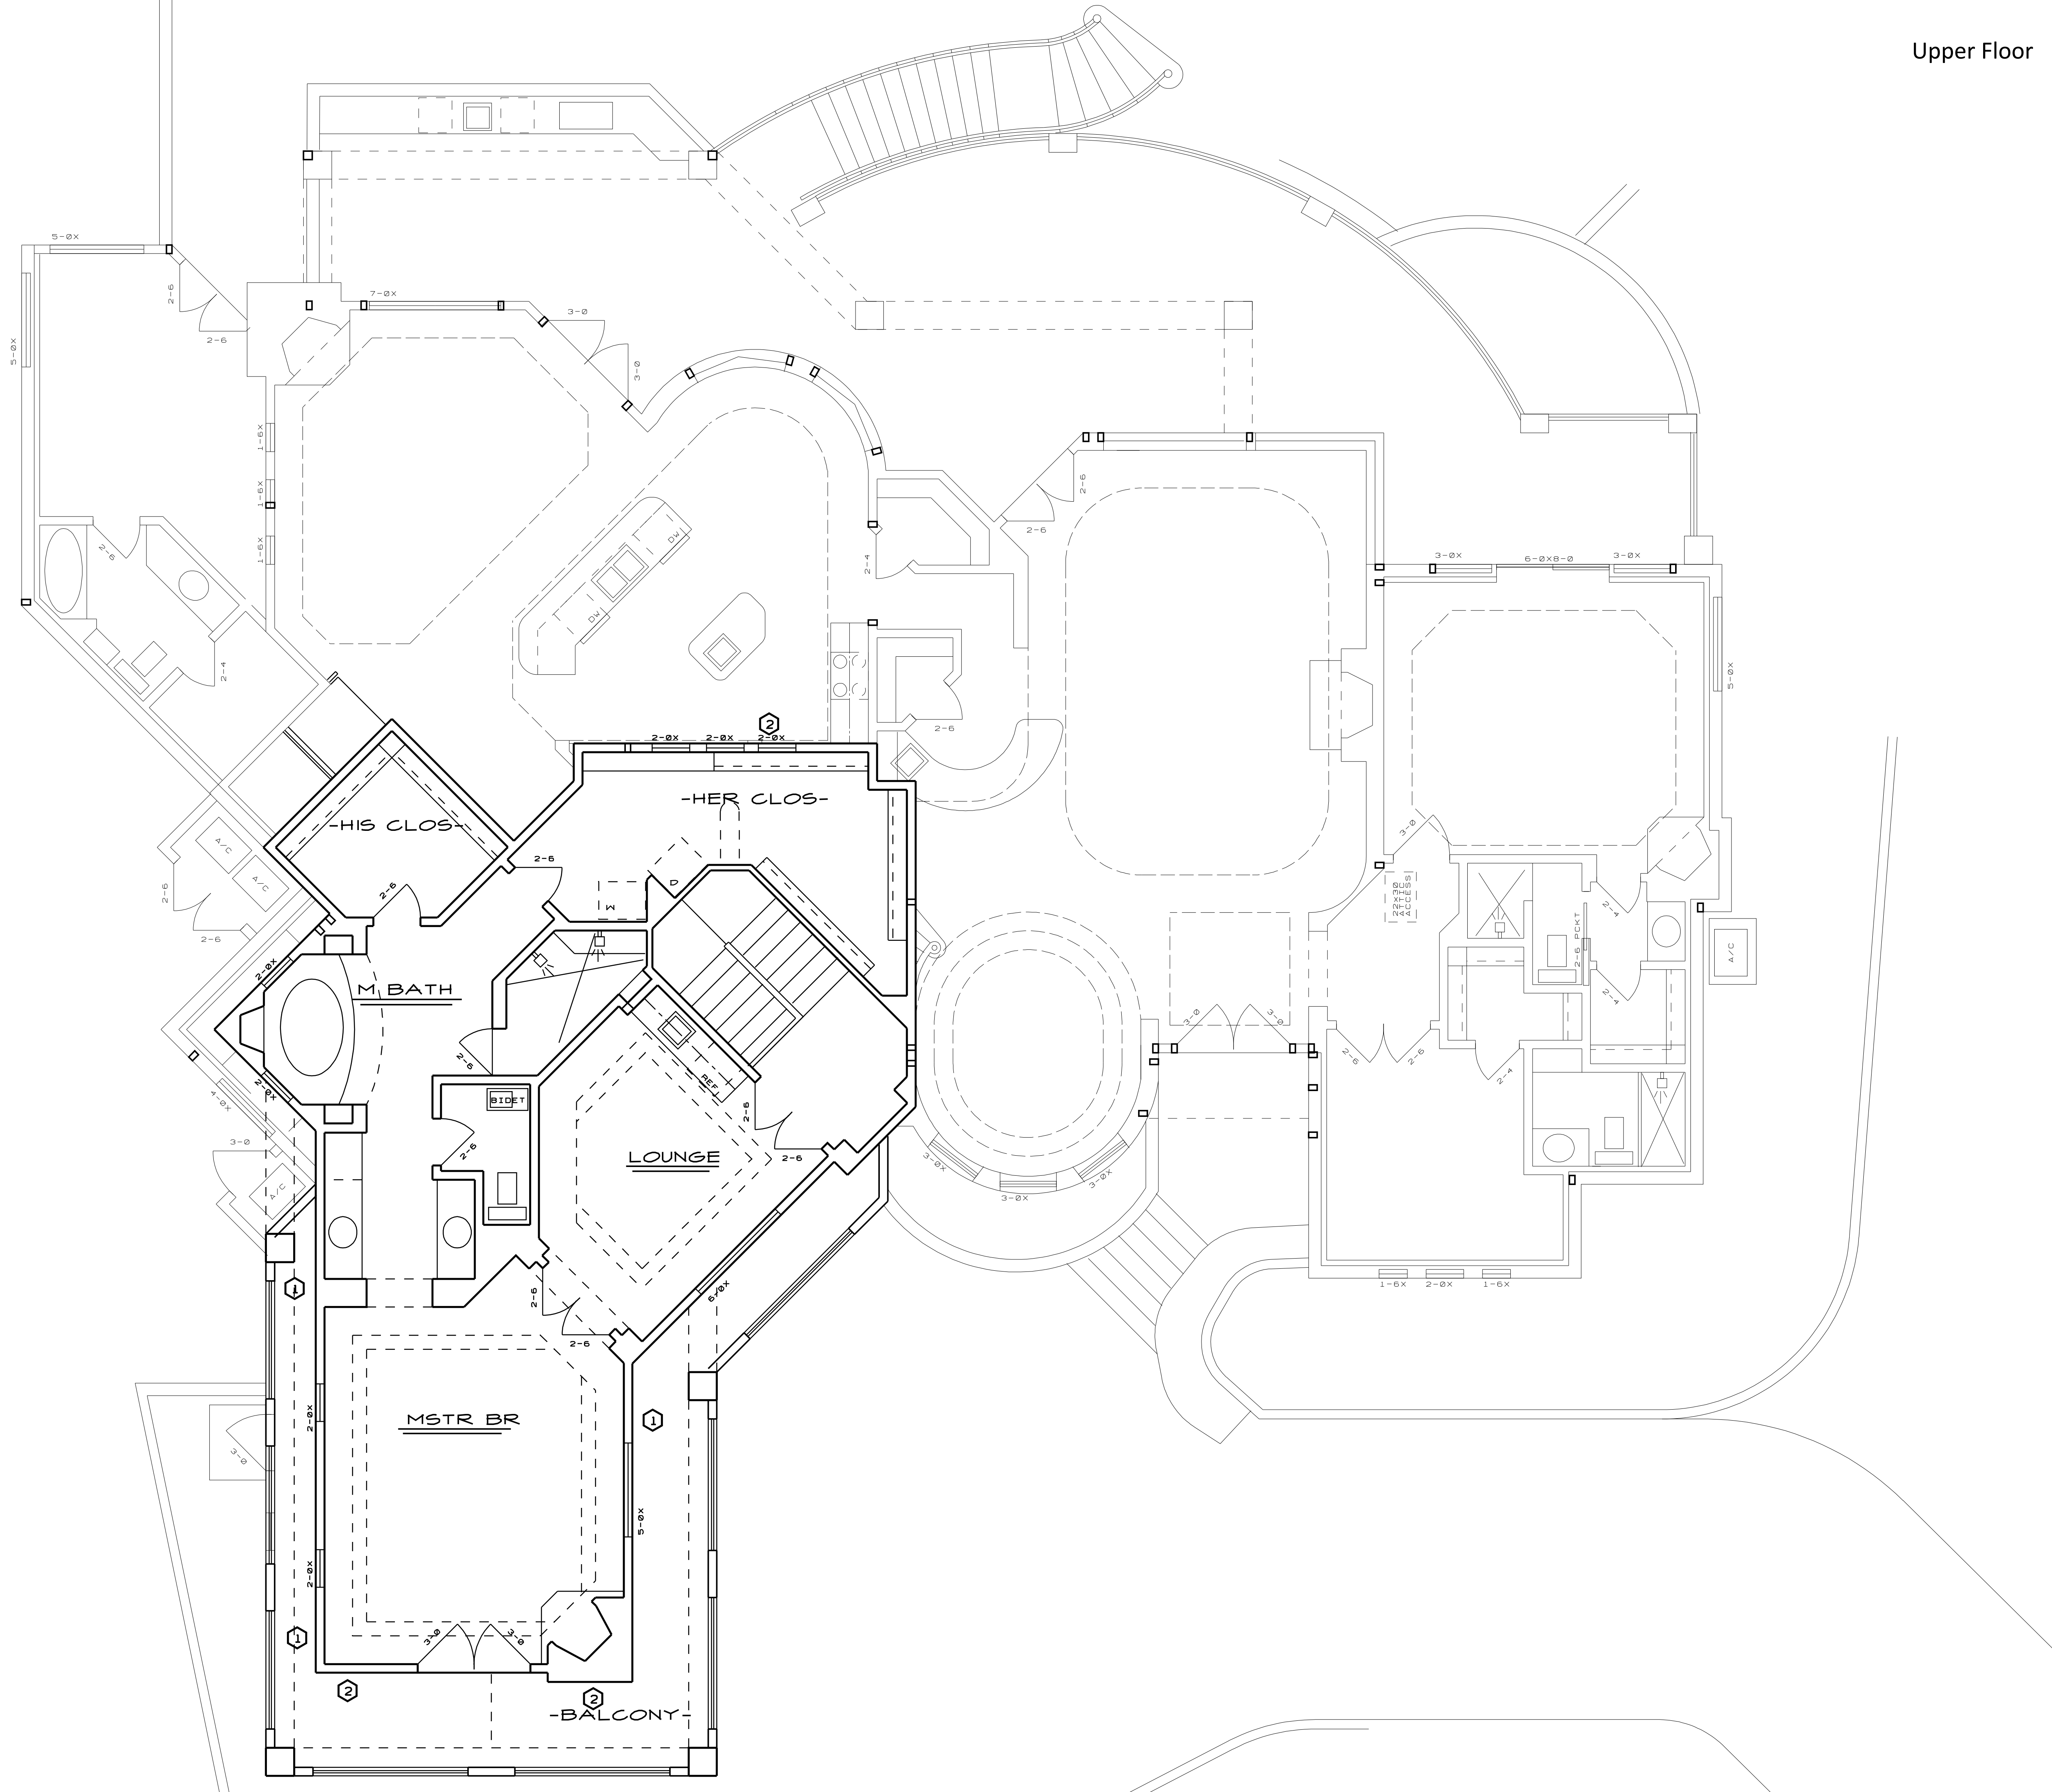 Upper Floor
5-0X
2-6
2-6
5-0X
7-0X
3-0
3-0
1-6X
1-6X
1-6X
2-6
2-4
DW
DW
2-4
2-6
2-6
2-6
3-0X
6-0X8-0
3-0X
5-0X
2-0X
2-0X
2-0X
2
-HER CLOS-
-HIS CLOS-
A/C
A/C
2-6
2-6
2-6
2-6
D
W
3-0
22X30
ATTIC
ACCESS
2-4
2-6 PCKT
2-4
A/C
2-0X
M. BATH
2-0X
4-0X
3-0
A/C
2-6
BIDET
2-6
REF
2-6
2-6
LOUNGE
3-0
3-0
2-6
2-6
2-4
3-0X
3-0X
3-0X
1-6X
2-0X
1-6X
1
6-0X
2-6
2-6
MSTR BR
1
2-0X
3-0
5-0X
2-0X
1
3-0
3-0
2
2
-BALCONY-